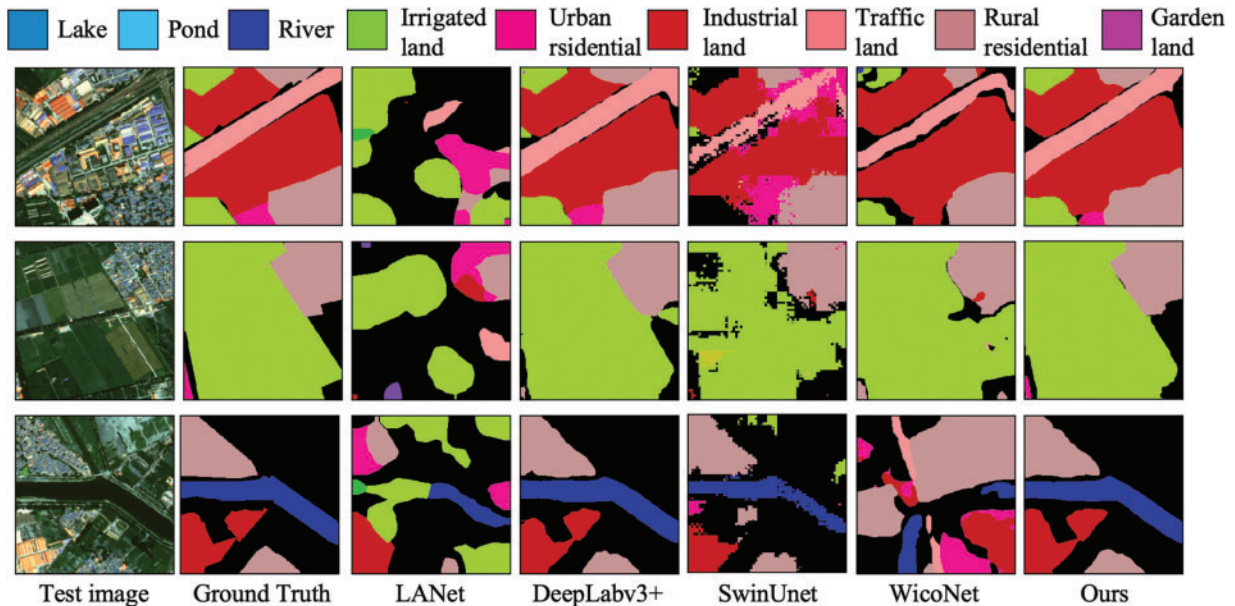 Lake Pond River Irrigated land Urban rsidential Industrial land Traffic land Rural residential Garden land
Test image Ground Truth LANet DeepLabv3+ SwinUnet WicoNet Ours